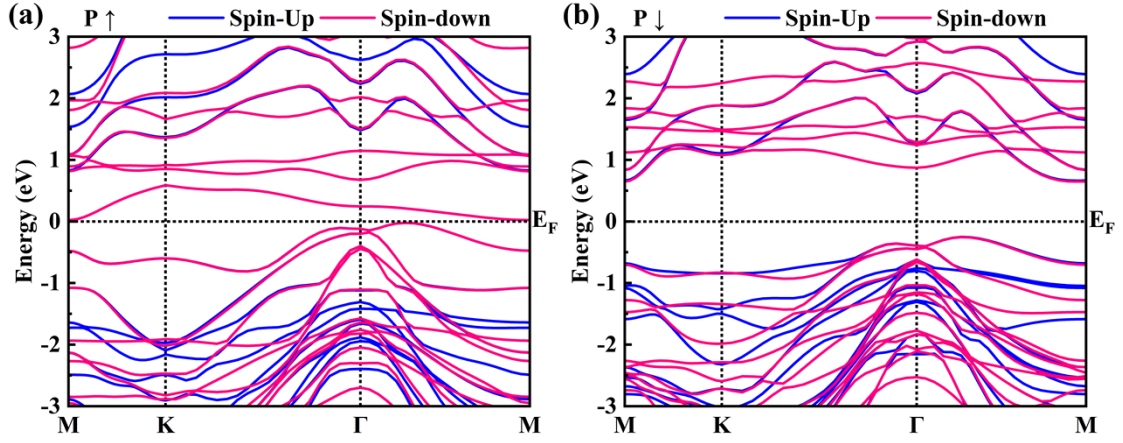 (a) P ↑ Spin-Up Spin-down
3
2
1
0
-1
-2
-3
Energy (eV)
E_F
M K Γ M
(b) P ↓ Spin-Up Spin-down
3
2
1
0
-1
-2
-3
Energy (eV)
E_F
M K Γ M